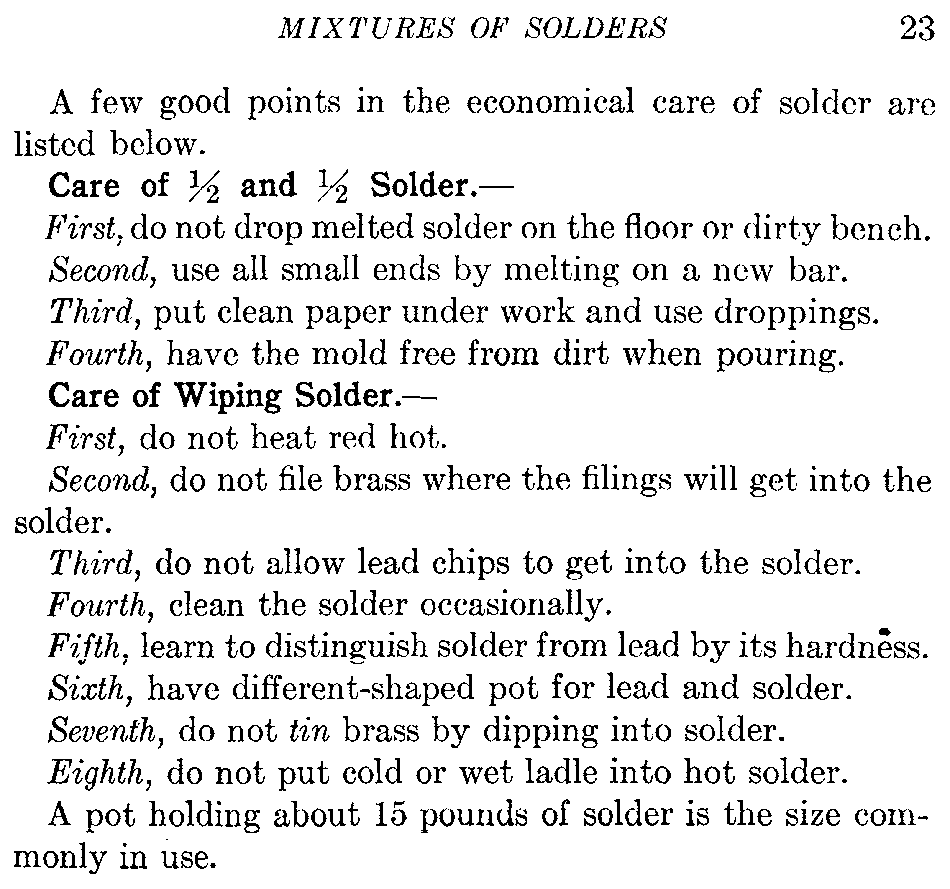 MIXTURES OF SOLDERS 23
A few good points in the economical care of solder are
listed below.
Care of ½ and ½ Solder.—
First, do not drop melted solder on the floor or dirty bench.
Second, use all small ends by melting on a new bar.
Third, put clean paper under work and use droppings.
Fourth, have the mold free from dirt when pouring.
Care of Wiping Solder.—
First, do not heat red hot.
Second, do not file brass where the filings will get into the
solder.
Third, do not allow lead chips to get into the solder.
Fourth, clean the solder occasionally.
Fifth, learn to distinguish solder from lead by its hardness.
Sixth, have different-shaped pot for lead and solder.
Seventh, do not tin brass by dipping into solder.
Eighth, do not put cold or wet ladle into hot solder.
A pot holding about 15 pounds of solder is the size com-
monly in use.